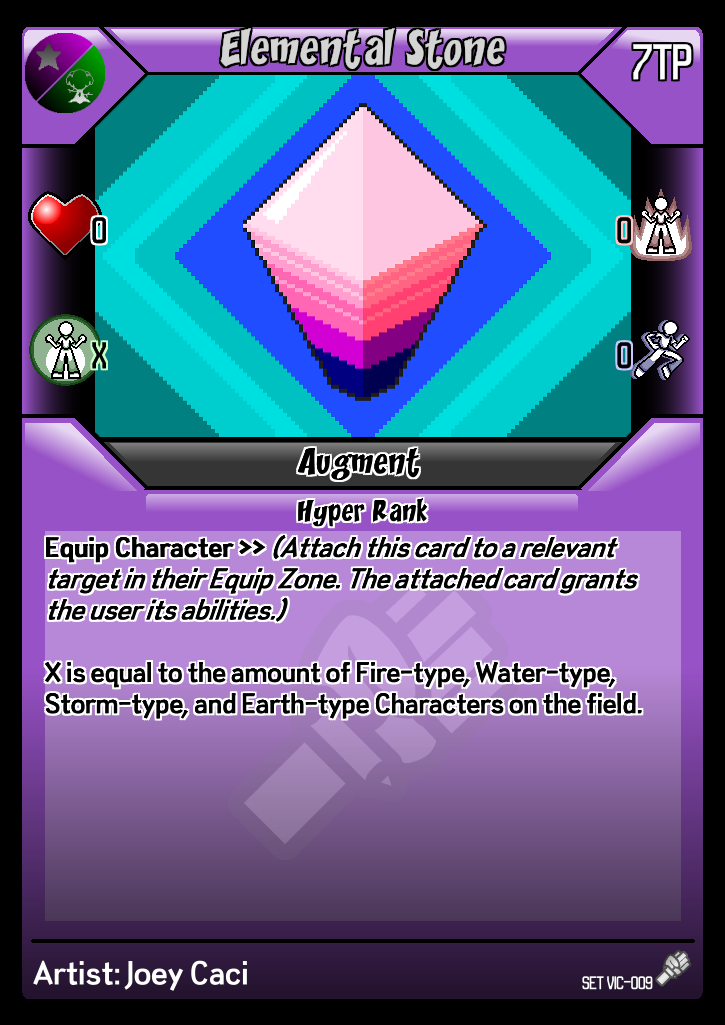 Elemental Stone
7TP
0
0
X
0
Augment
Hyper Rank
Equip Character >> (Attach this card to a relevant
target in their Equip Zone. The attached card grants
the user its abilities.)
X is equal to the amount of Fire-type, Water-type,
Storm-type, and Earth-type Characters on the field.
Artist: Joey Caci
SET VIC-009